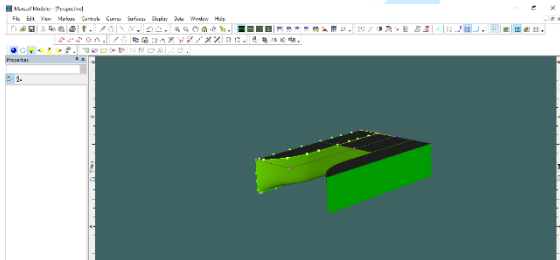 Maxsurf Modeler - [Perspective]
File Edit View Markers Controls Curves Surfaces Display Data Window Help
Properties